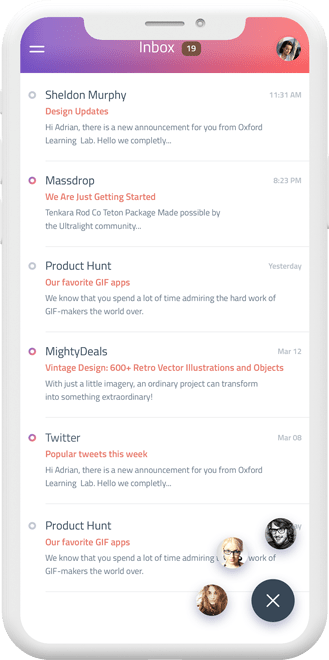 Inbox 19
Sheldon Murphy 11:31 AM
Design Updates
Hi Adrian, there is a new announcement for you from Oxford
Learning Lab. Hello we completly...
Massdrop 8:23 PM
We Are Just Getting Started
Tenkara Rod Co Teton Package Made possible by
the Ultralight community...
Product Hunt Yesterday
Our favorite GIF apps
We know that you spend a lot of time admiring the hard work of
GIF-makers the world over.
MightyDeals Mar 12
Vintage Design: 600+ Retro Vector Illustrations and Objects
With just a little imagery, an ordinary project can transform
into something extraordinary!
Twitter Mar 08
Popular tweets this week
Hi Adrian, there is a new announcement for you from Oxford
Learning Lab. Hello we completly...
Product Hunt
Our favorite GIF apps
We know that you spend a lot of time admiring work of
GIF-makers the world over.